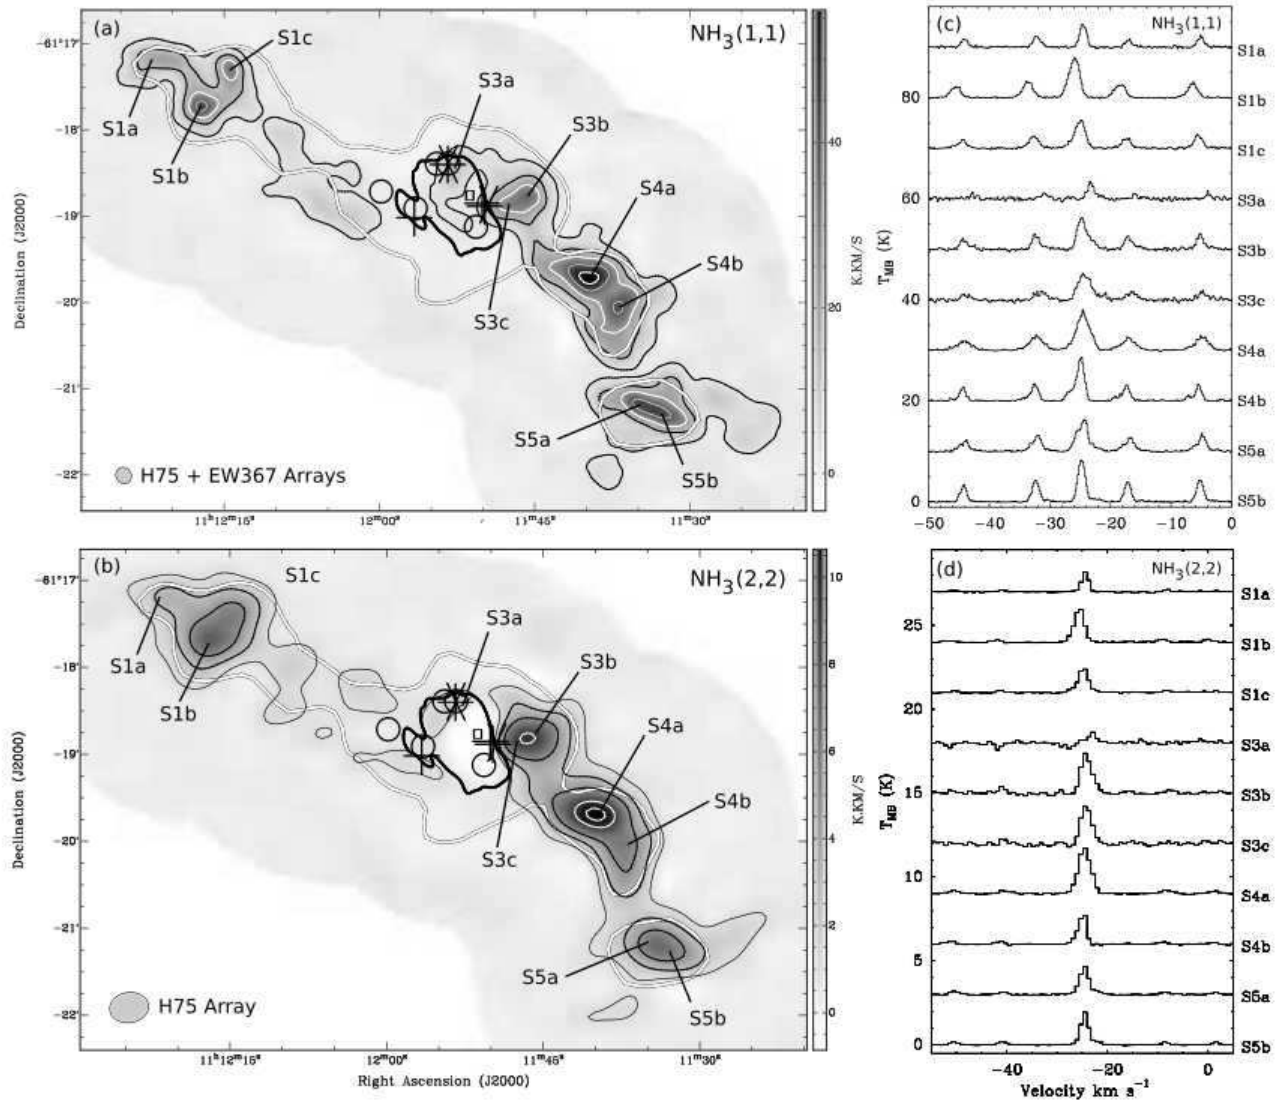 (a)
NH3(1,1)
-61°17'
-18'
-19'
-20'
-21'
-22'
Declination (J2000)
S1c
S1a
S1b
S3a
S3b
S4a
S4b
S3c
S5a
S5b
H75 + EW367 Arrays
11h12m15s
12m00s
11m45s
11m30s
40
20
0
K.KM/S
(b)
NH3(2,2)
-61°17'
-18'
-19'
-20'
-21'
-22'
Declination (J2000)
S1c
S1a
S1b
S3a
S3b
S4a
S4b
S3c
S5a
S5b
H75 Array
11h12m15s
12m00s
11m45s
11m30s
Right Ascension (J2000)
10
8
6
4
2
0
K.KM/S
(c)
NH3(1,1)
80
60
40
20
0
TMB (K)
S1a
S1b
S1c
S3a
S3b
S3c
S4a
S4b
S5a
S5b
-50
-40
-30
-20
-10
0
(d)
NH3(2,2)
25
20
15
10
5
0
TMB (K)
S1a
S1b
S1c
S3a
S3b
S3c
S4a
S4b
S5a
S5b
-40
-20
0
Velocity km s-1